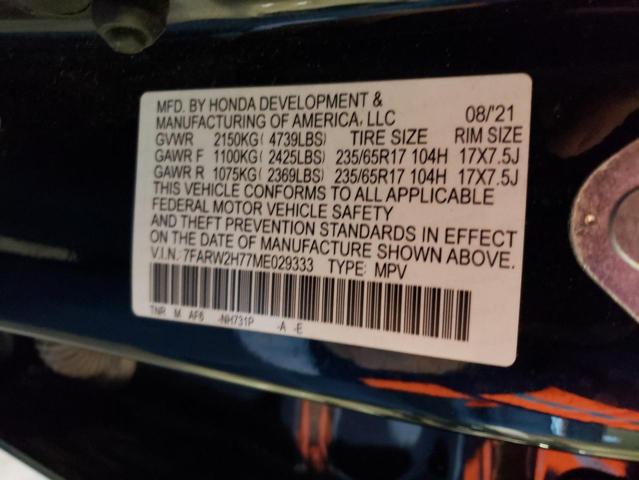 MFD. BY HONDA DEVELOPMENT &
MANUFACTURING OF AMERICA, LLC 08/'21
GVWR 2150KG( 4739LBS) TIRE SIZE RIM SIZE
GAWR F 1100KG( 2425LBS) 235/65R17 104H 17X7.5J
GAWR R 1075KG( 2369LBS) 235/65R17 104H 17X7.5J
THIS VEHICLE CONFORMS TO ALL APPLICABLE
FEDERAL MOTOR VEHICLE SAFETY
AND THEFT PREVENTION STANDARDS IN EFFECT
ON THE DATE OF MANUFACTURE SHOWN ABOVE.
V.I.N.:7FARW2H77ME029333 TYPE: MPV
TNR M AF6 -NH731P -A -E